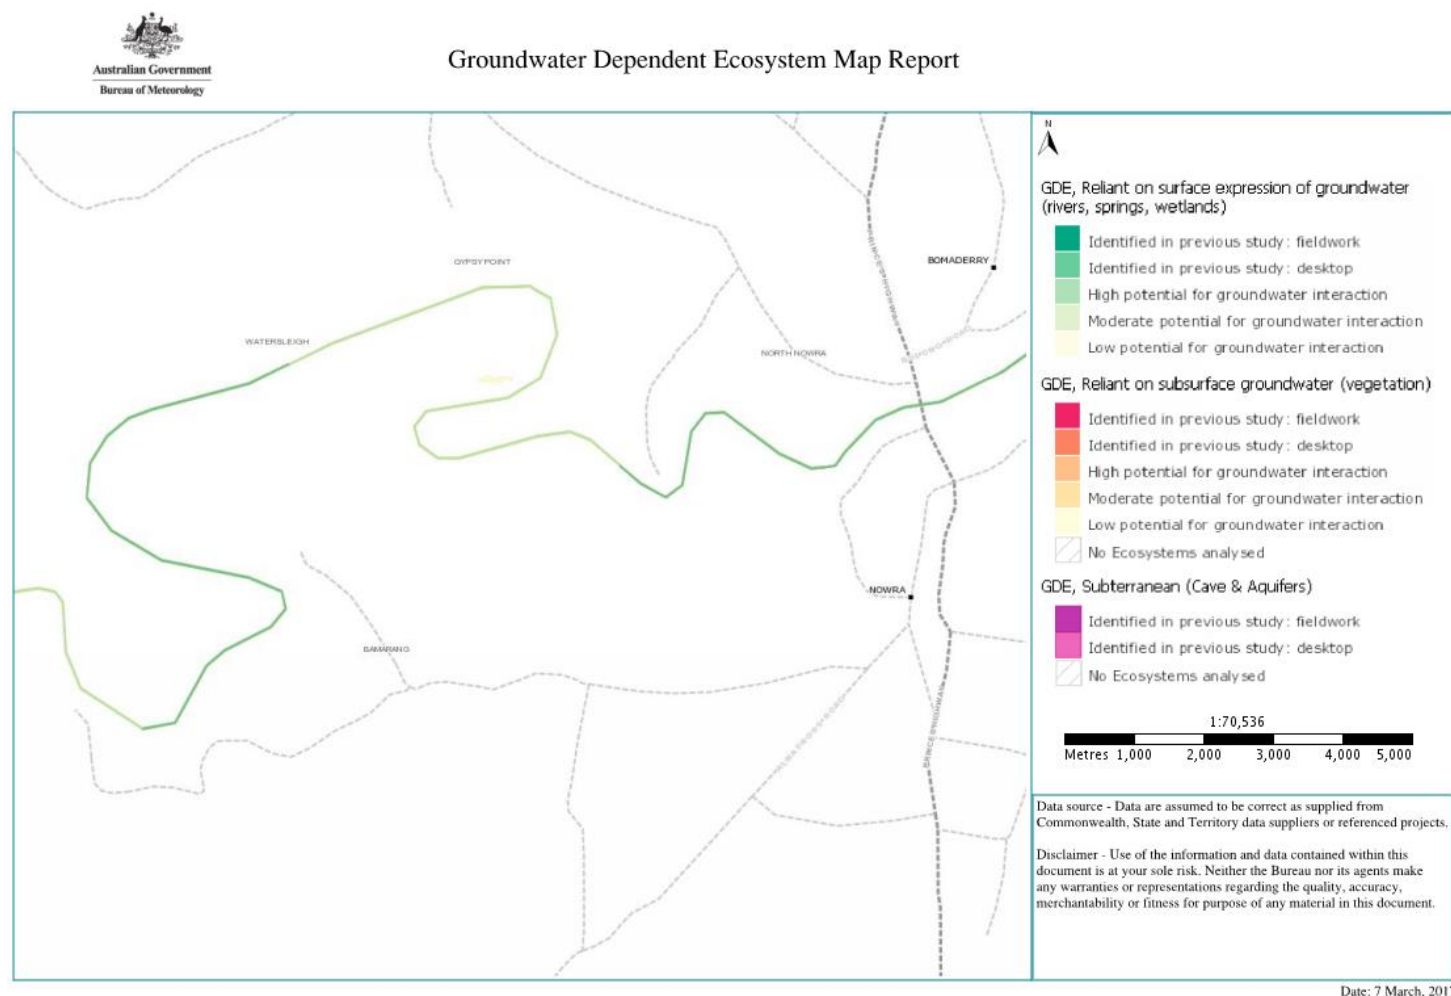 Australian Government
Bureau of Meteorology
Groundwater Dependent Ecosystem Map Report
GYPSY POINT
WATERSLEIGH
BOMADERRY
NORTH NOWRA
PRINCES HIGHWAY
NOWRA
BAMARANG
PRINCES HIGHWAY
N
GDE, Reliant on surface expression of groundwater
(rivers, springs, wetlands)
Identified in previous study: fieldwork
Identified in previous study: desktop
High potential for groundwater interaction
Moderate potential for groundwater interaction
Low potential for groundwater interaction
GDE, Reliant on subsurface groundwater (vegetation)
Identified in previous study: fieldwork
Identified in previous study: desktop
High potential for groundwater interaction
Moderate potential for groundwater interaction
Low potential for groundwater interaction
No Ecosystems analysed
GDE, Subterranean (Cave & Aquifers)
Identified in previous study: fieldwork
Identified in previous study: desktop
No Ecosystems analysed
1:70,536
Metres 1,000 2,000 3,000 4,000 5,000
Data source - Data are assumed to be correct as supplied from
Commonwealth, State and Territory data suppliers or referenced projects.
Disclaimer - Use of the information and data contained within this
document is at your sole risk. Neither the Bureau nor its agents make
any warranties or representations regarding the quality, accuracy,
merchantability or fitness for purpose of any material in this document.
Date: 7 March, 2017